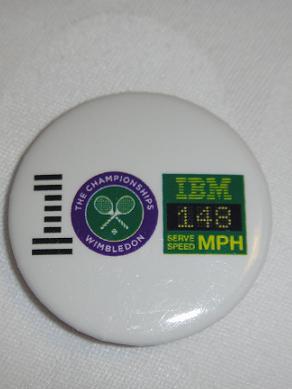 THE CHAMPIONSHIPS
WIMBLEDON
IBM
148
SERVE
SPEED MPH